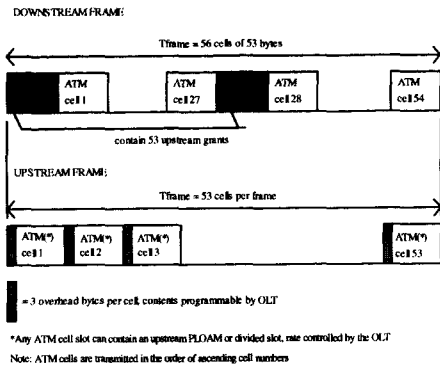 DOWNSTREAM FRAME
Tframe = 56 cells of 53 bytes
ATM cell 1
ATM cell 27
ATM cell 28
ATM cell 54
contain 53 upstream grants
UPSTREAM FRAME
Tframe = 53 cells per frame
ATM(*) cell 1
ATM(*) cell 2
ATM(*) cell 3
ATM(*) cell 53
= 3 overhead bytes per cell, contents programmable by OLT
*Any ATM cell slot can contain an upstream PLOAM or divided slot, rate controlled by the OLT
Note: ATM cells are transmitted in the order of ascending cell numbers